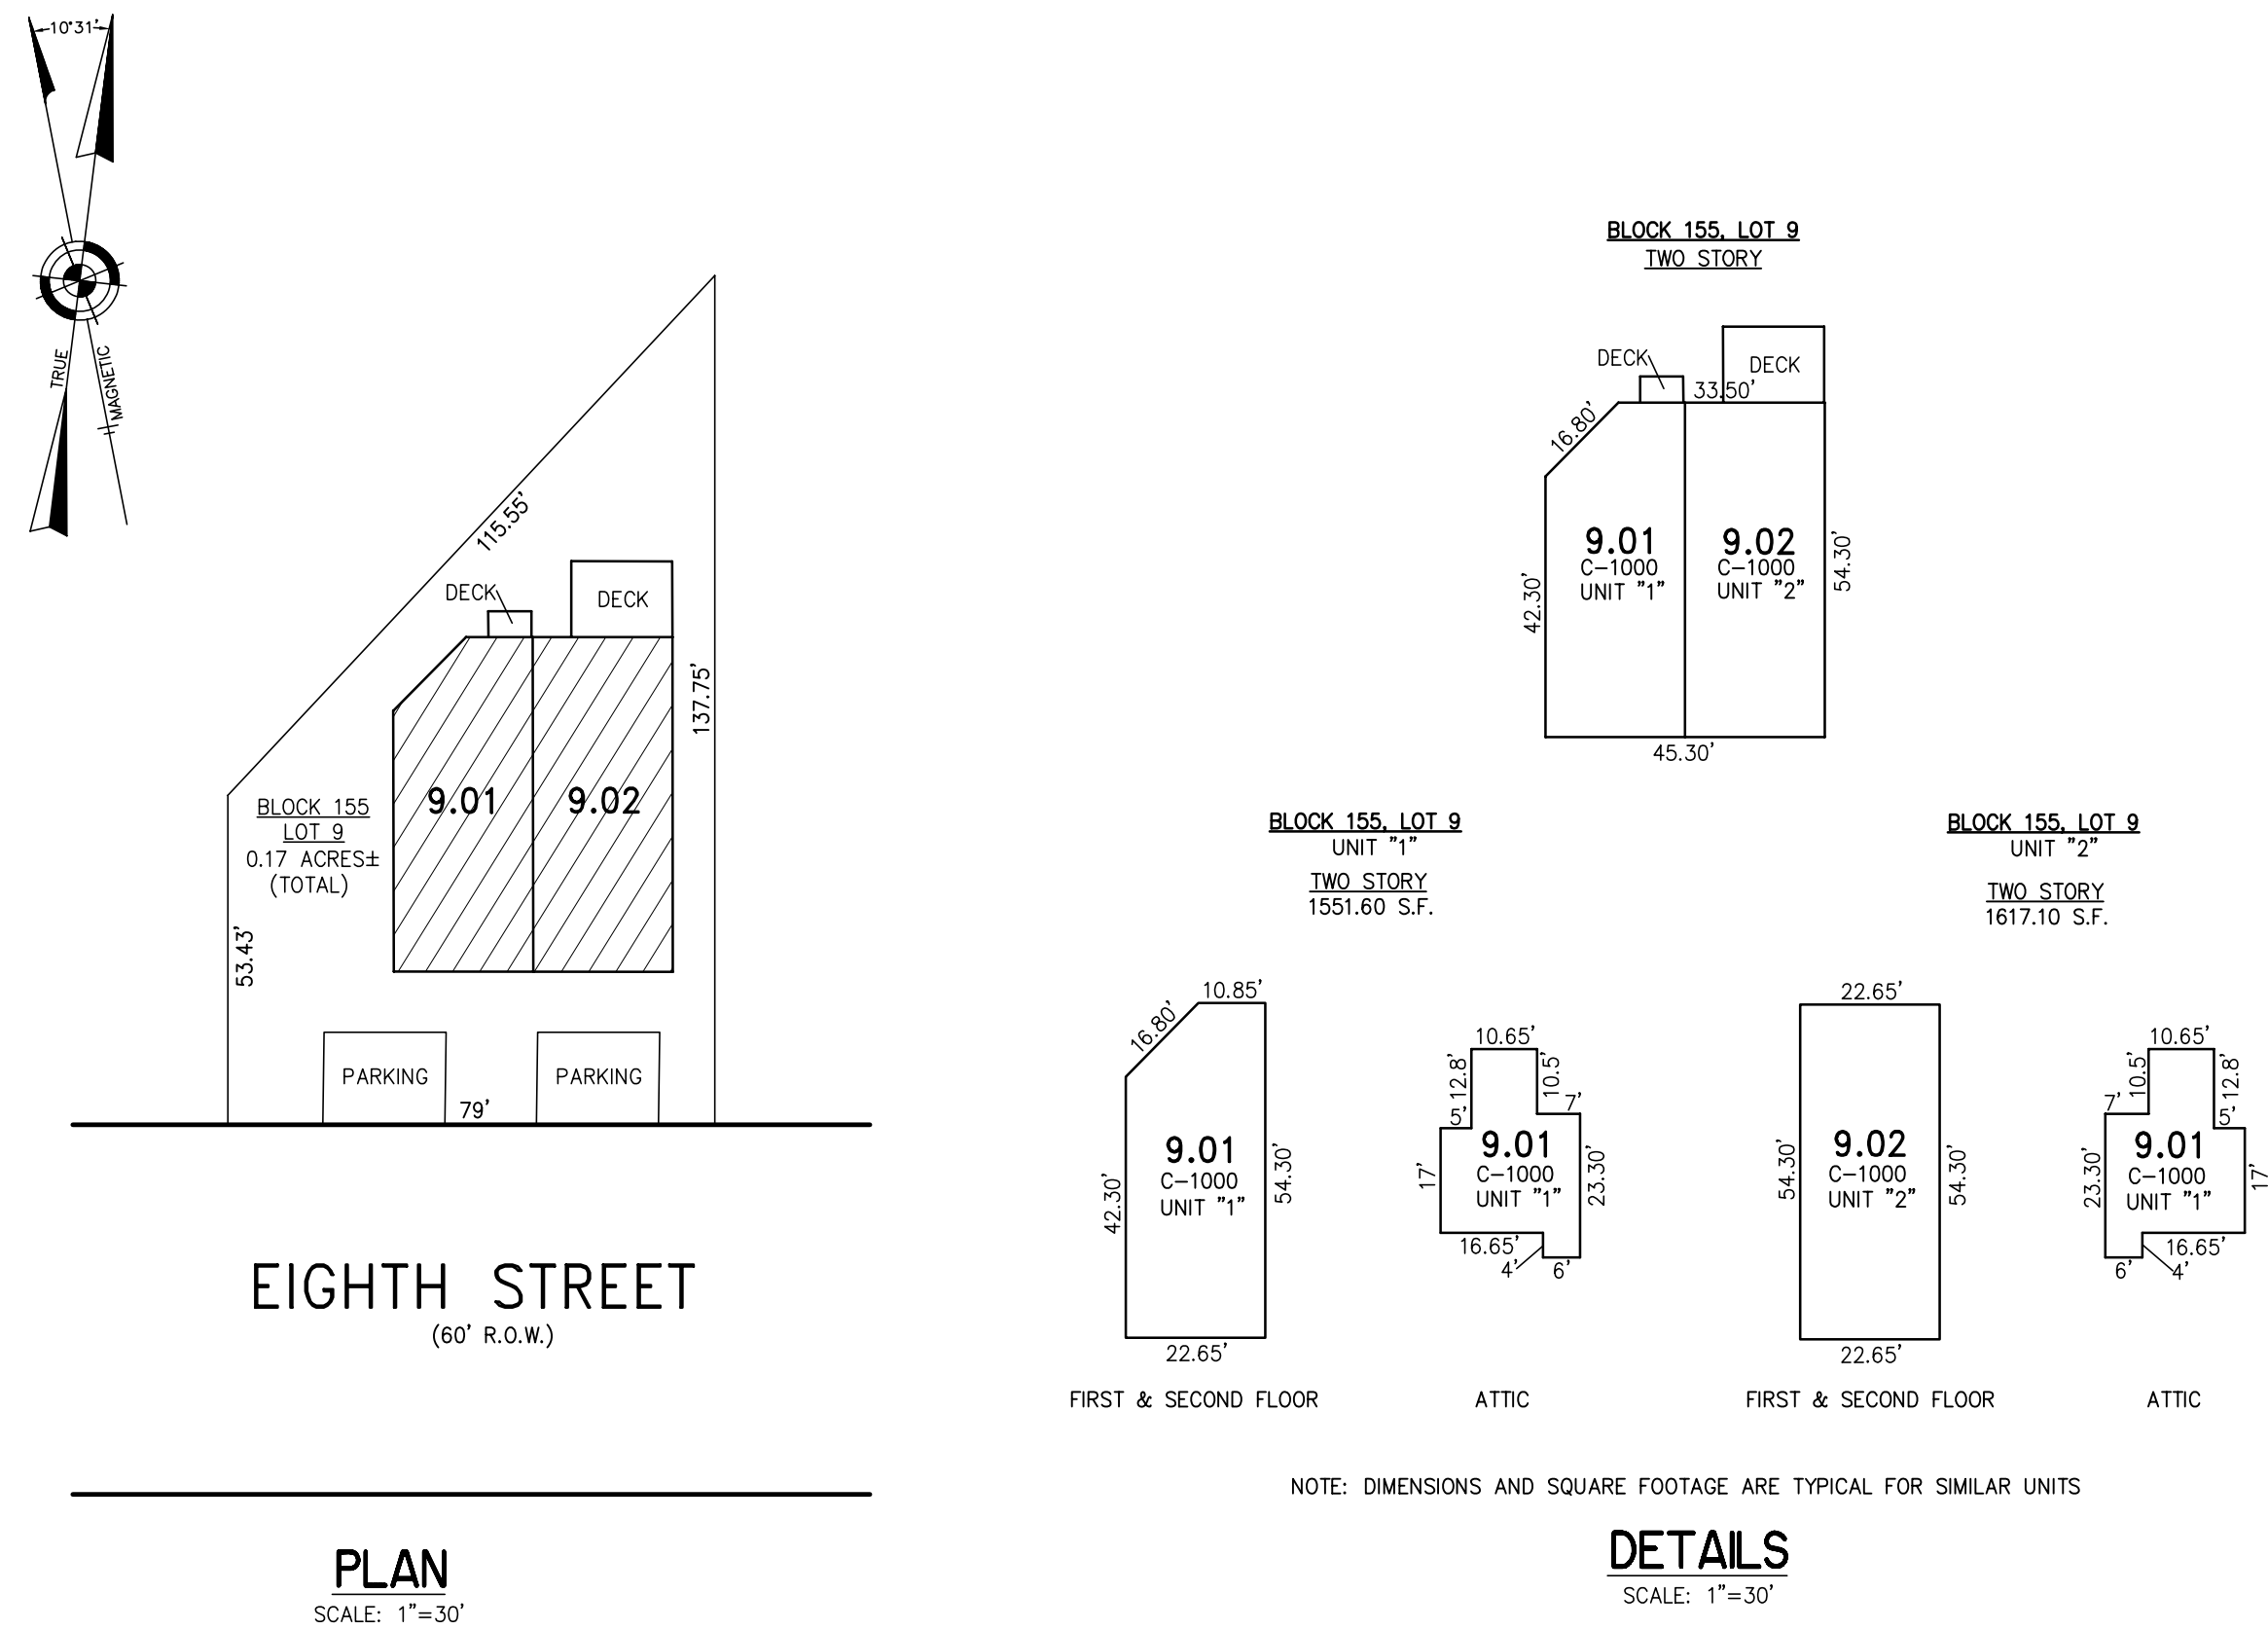 10°31'
TRUE
MAGNETIC
115.55'
DECK
DECK
137.75'
9.01
9.02
BLOCK 155
LOT 9
0.17 ACRES±
(TOTAL)
53.43'
PARKING
PARKING
79'
EIGHTH STREET
(60' R.O.W.)
PLAN
SCALE: 1"=30'
BLOCK 155, LOT 9
TWO STORY
DECK
DECK
33.50'
16.80'
9.01
C-1000
UNIT "1"
9.02
C-1000
UNIT "2"
42.30'
54.30'
45.30'
BLOCK 155, LOT 9
UNIT "1"
TWO STORY
1551.60 S.F.
10.85'
16.80'
9.01
C-1000
UNIT "1"
42.30'
54.30'
22.65'
FIRST & SECOND FLOOR
10.65'
12.8'
10.5'
5'
7'
9.01
C-1000
UNIT "1"
17'
23.30'
16.65'
4'
6'
ATTIC
BLOCK 155, LOT 9
UNIT "2"
TWO STORY
1617.10 S.F.
22.65'
54.30'
9.02
C-1000
UNIT "2"
54.30'
22.65'
FIRST & SECOND FLOOR
10.65'
10.5'
12.8'
7'
5'
9.01
C-1000
UNIT "1"
23.30'
17'
16.65'
6'
4'
ATTIC
NOTE: DIMENSIONS AND SQUARE FOOTAGE ARE TYPICAL FOR SIMILAR UNITS
DETAILS
SCALE: 1"=30'